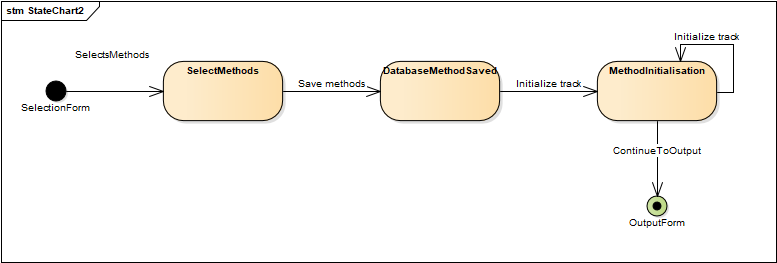 stm StateChart2
SelectsMethods
SelectionForm
SelectMethods
Save methods
DatabaseMethodSaved
Initialize track
MethodInitialisation
Initialize track
ContinueToOutput
OutputForm